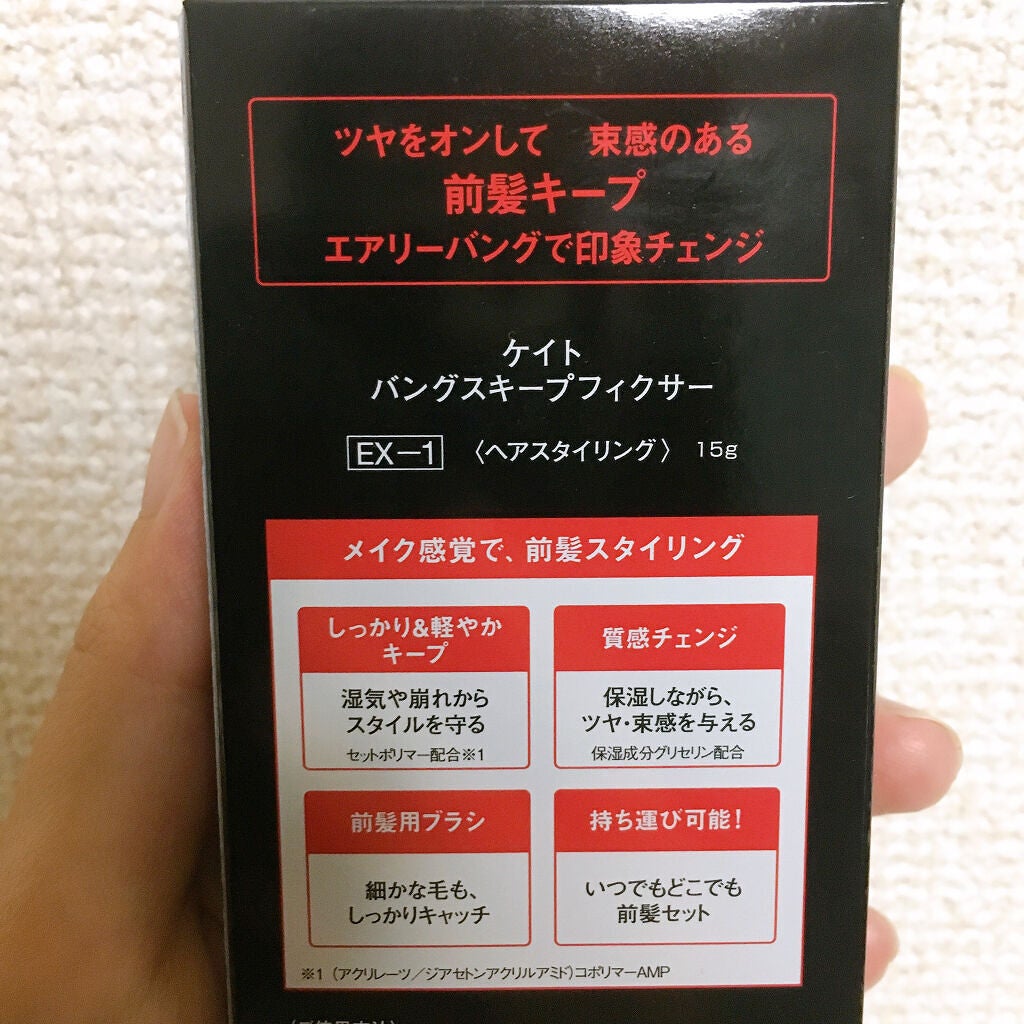 ツヤをオンして 束感のある
前髪キープ
エアリーバングで印象チェンジ
ケイト
バングスキープフィクサー
EX-1 〈ヘアスタイリング〉 15g
メイク感覚で、前髪スタイリング
しっかり&軽やか
キープ
湿気や崩れから
スタイルを守る
セットポリマー配合※1
質感チェンジ
保湿しながら、
ツヤ・束感を与える
保湿成分グリセリン配合
前髪用ブラシ
細かな毛も、
しっかりキャッチ
持ち運び可能!
いつでもどこでも
前髪セット
※1 (アクリレーツ/ジアセトンアクリルアミド)コポリマーAMP